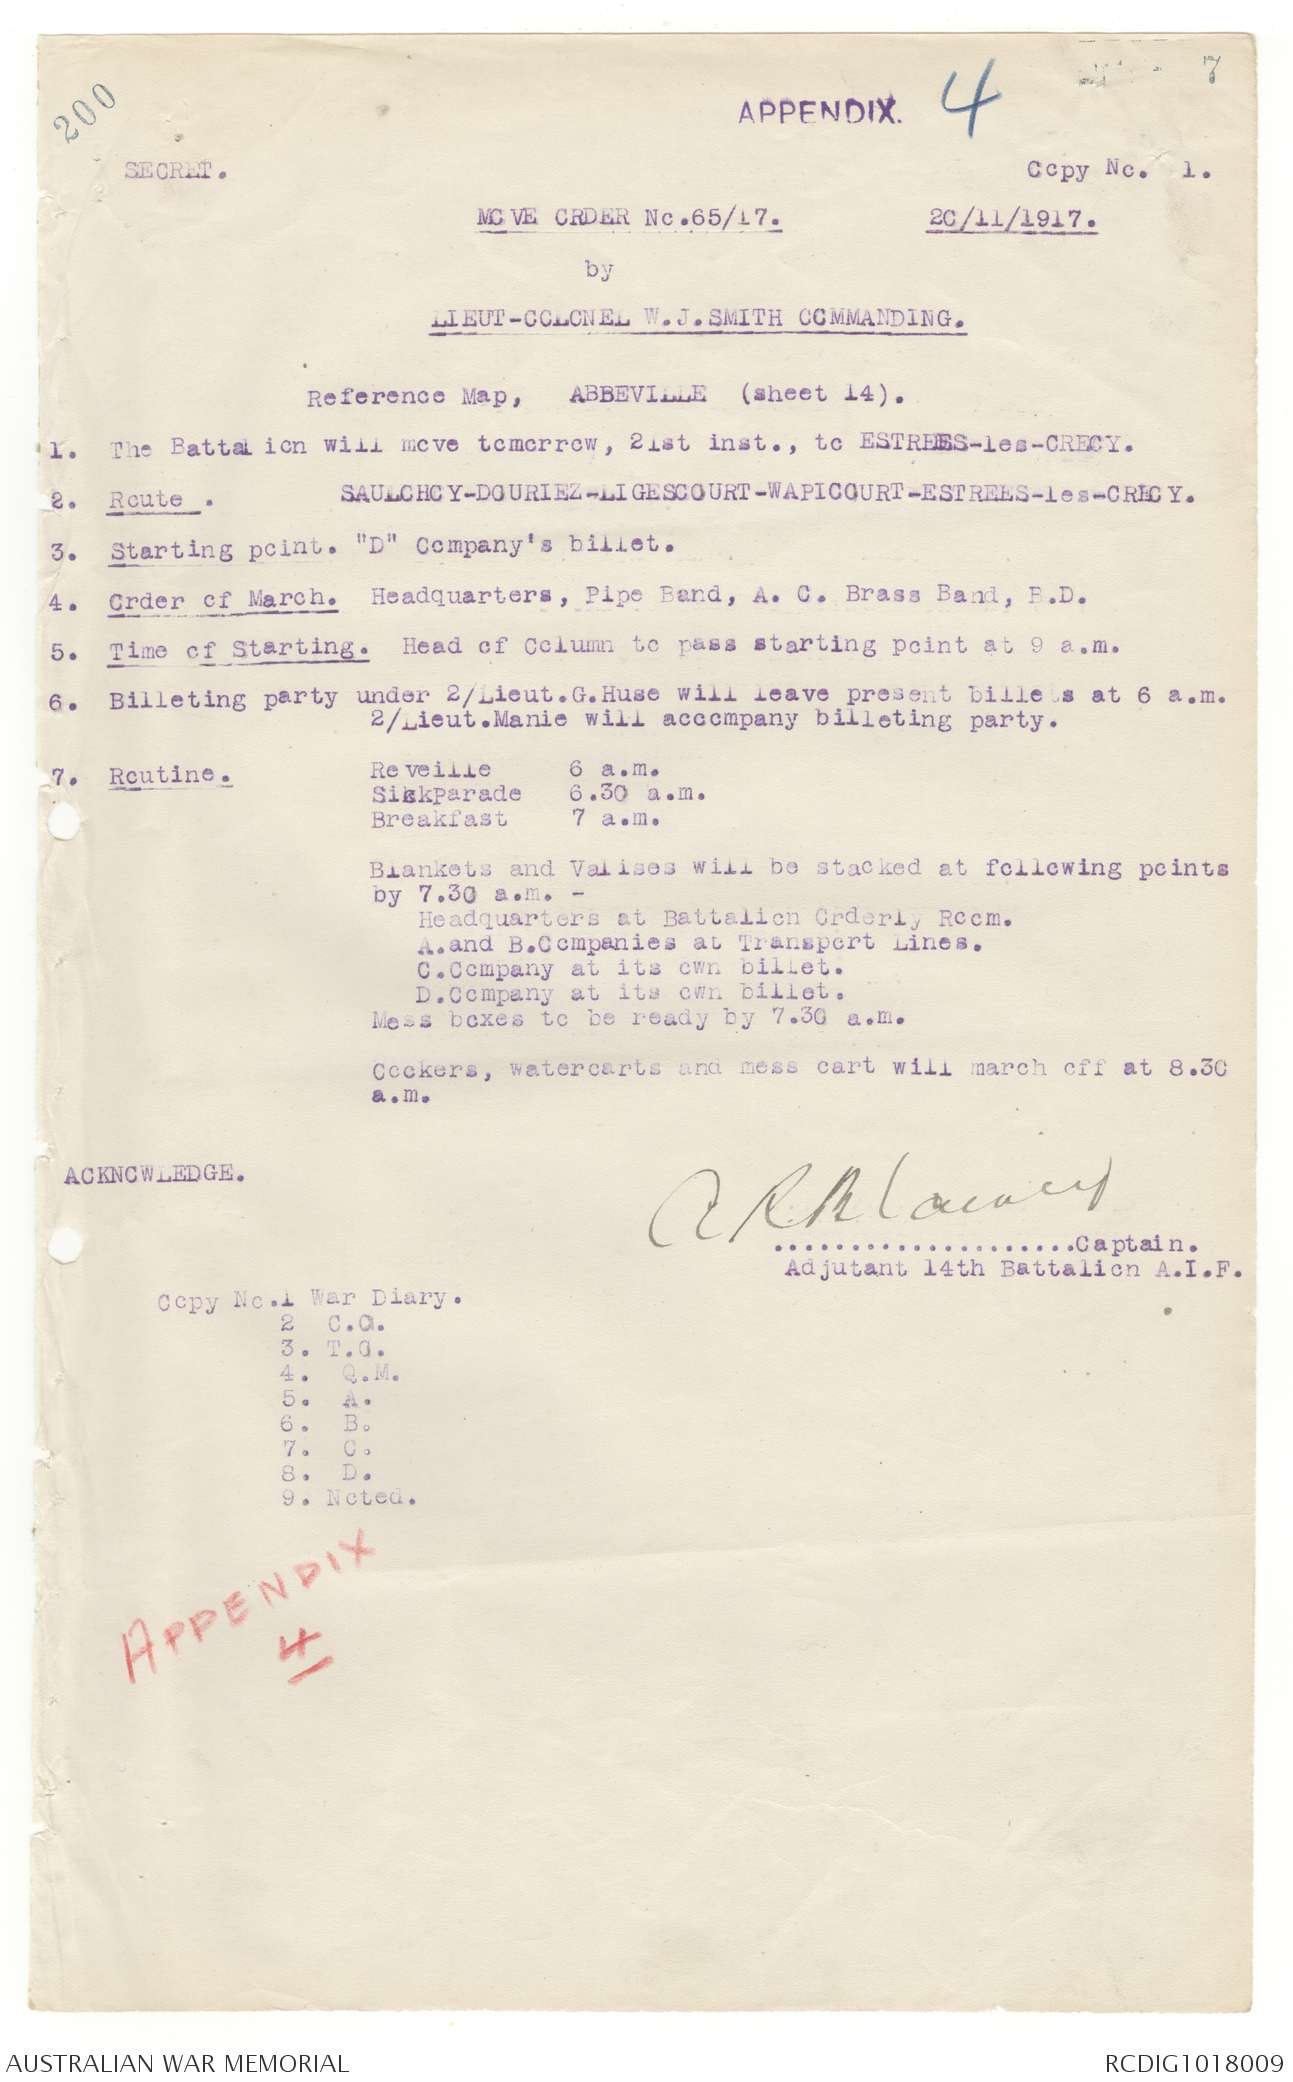 200
7
APPENDIX. 4
SECRET.
Copy No. 1.
MOVE ORDER No.65/17. 20/11/1917.
by
LIEUT-COLONEL W.J.SMITH COMMANDING.
Reference Map, ABBEVILLE (sheet 14).
1. The Battalion will move tomorrow, 21st inst., to ESTREES-les-CRECY.
2. Route . SAULCHOY-DOURIEZ-LIGESCOURT-WAPICOURT-ESTREES-les-CRECY.
3. Starting point. "D" Company's billet.
4. Order of March. Headquarters, Pipe Band, A. C. Brass Band, B.D.
5. Time of Starting. Head of Column to pass starting point at 9 a.m.
6. Billeting party under 2/Lieut.G.Huse will leave present billets at 6 a.m.
2/Lieut.Manie will accompany billeting party.
7. Routine. Reveille 6 a.m.
Sickparade 6.30 a.m.
Breakfast 7 a.m.
Blankets and Valises will be stacked at following points
by 7.30 a.m. -
Headquarters at Battalion Orderly Room.
A.and B.Companies at Transport Lines.
C.Company at its own billet.
D.Company at its own billet.
Mess boxes to be ready by 7.30 a.m.
Cookers, watercarts and mess cart will march off at 8.30
a.m.
ACKNOWLEDGE.
....................Captain.
Adjutant 14th Battalion A.I.F.
Copy No.1 War Diary.
2 C.O.
3. T.O.
4. Q.M.
5. A.
6. B.
7. C.
8. D.
9. Noted.
APPENDIX
4
AUSTRALIAN WAR MEMORIAL
RCDIG1018009